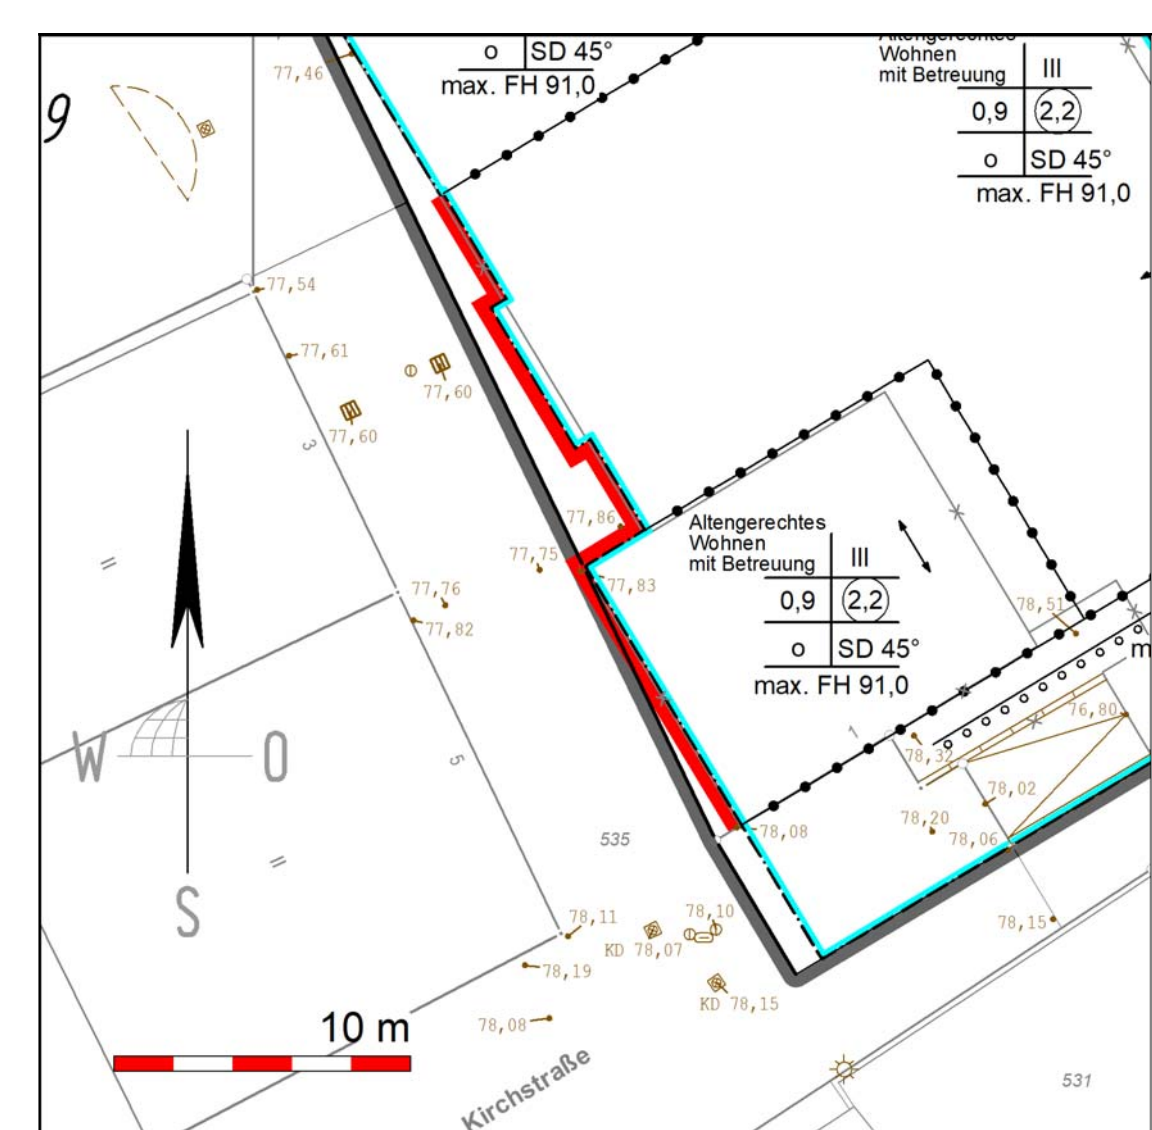 Altengerechtes
o SD 45°
Wohnen
77,46
mit Betreuung III
max. FH 91,0
9
0,9 2,2
o SD 45°
max. FH 91,0
77,54
77,61
77,60
77,60
3
77,86
Altengerechtes
Wohnen
77,75
mit Betreuung III
77,83
77,76
0,9 2,2
78,51
77,82
o SD 45°
m
max. FH 91,0
76,80
1
78,32
W O
5
78,02
78,20
78,08
78,06
535
S
78,11
78,10
78,15
KD 78,07
78,19
KD 78,15
10 m
78,08
Kirchstraße
531